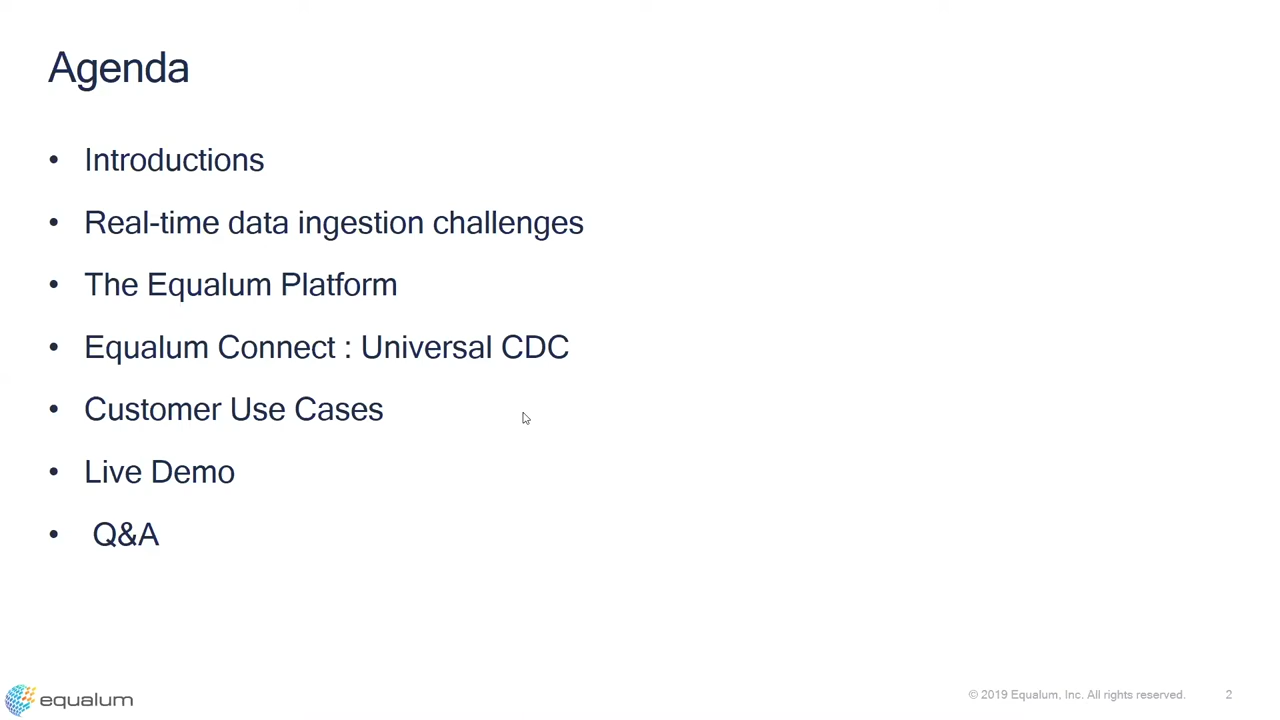 Agenda
• Introductions
• Real-time data ingestion challenges
• The Equalum Platform
• Equalum Connect : Universal CDC
• Customer Use Cases
• Live Demo
• Q&A
equalum
© 2019 Equalum, Inc. All rights reserved. 2